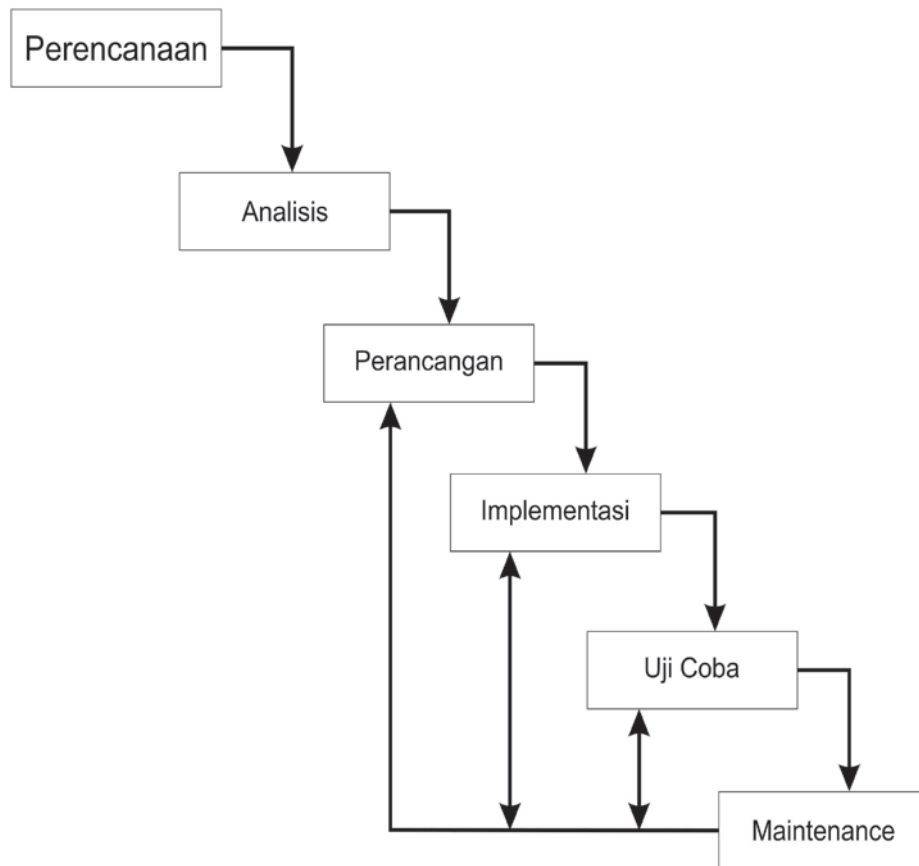 Perencanaan
Analisis
Perancangan
Implementasi
Uji Coba
Maintenance